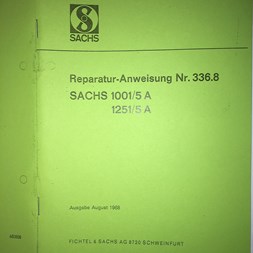 SACHS
Reparatur-Anweisung Nr. 336.8
SACHS 1001/5 A
1251/5 A
Ausgabe August 1969
FICHTEL & SACHS AG 8720 SCHWEINFURT